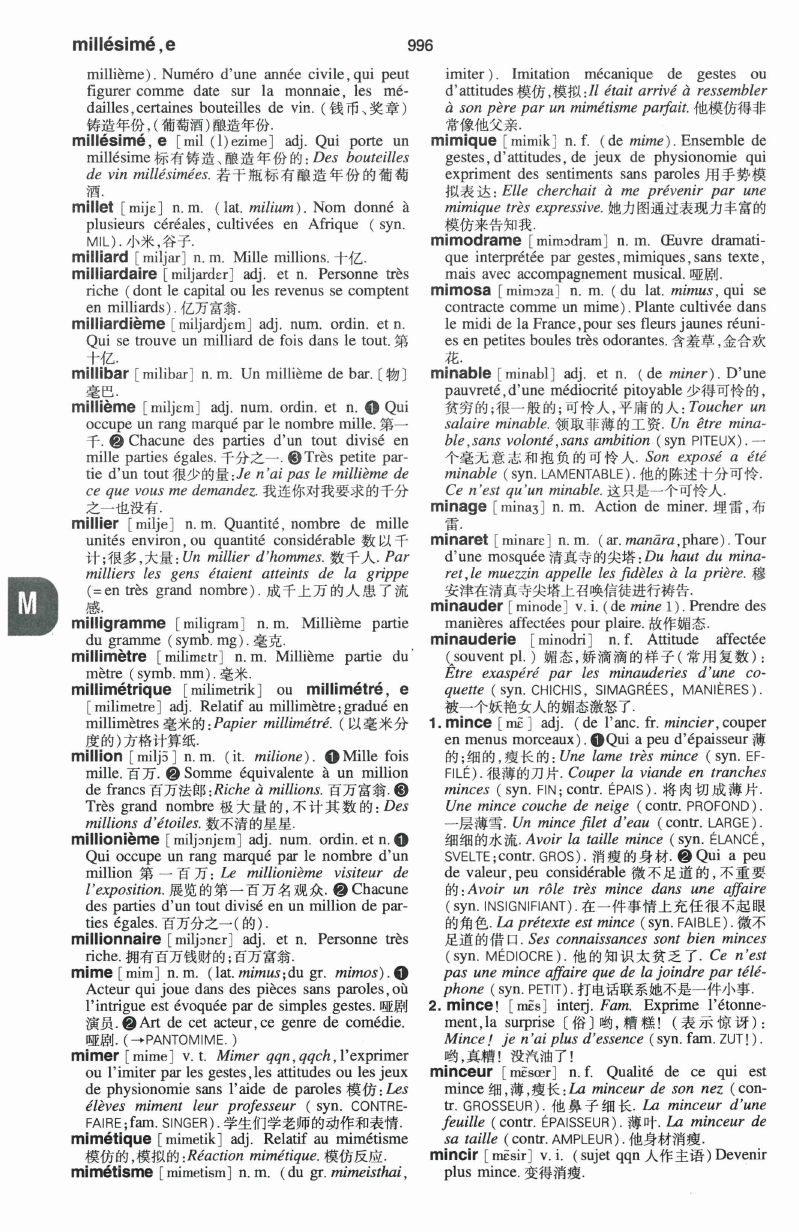 millésimé,e
996
millième). Numéro d'une année civile,qui peut
figurer comme date sur la monnaie, les mé-
dailles,certaines bouteilles de vin. (钱币、奖章)
铸造年份,(葡萄酒)酿造年份.
millésimé, e [mil (l)ezime] adj. Qui porte un
millésime 标有铸造、酿造年份的: Des bouteilles
de vin millésimées. 若干瓶标有酿造年份的葡萄
酒.
millet [mijɛ] n.m. (lat. milium). Nom donné à
plusieurs céréales, cultivées en Afrique (syn.
MIL). 小米,谷子.
milliard [miljar] n.m. Mille millions. 十亿.
milliardaire [miljardɛr] adj. et n. Personne très
riche (dont le capital ou les revenus se comptent
en milliards). 亿万富翁.
milliardième [miljardjɛm] adj. num. ordin. et n.
Qui se trouve un milliard de fois dans le tout. 第
十亿.
millibar [milibar] n.m. Un millième de bar.〔物〕
毫巴.
millième [miljɛm] adj. num. ordin. et n. ❶ Qui
occupe un rang marqué par le nombre mille. 第一
千. ❷ Chacune des parties d'un tout divisé en
mille parties égales. 千分之一. ❸Très petite par-
tie d'un tout 很少的量:Je n'ai pas le millième de
ce que vous me demandez. 我连你对我要求的千分
之一也没有.
millier [milje] n.m. Quantité, nombre de mille
unités environ,ou quantité considérable 数以千
计;很多,大量:Un millier d'hommes. 数千人. Par
milliers les gens étaient atteints de la grippe
(=en très grand nombre). 成千上万的人患了流
感.
M
milligramme [miligram] n.m. Millième partie
du gramme (symb. mg). 毫克.
millimètre [milimɛtr] n.m. Millième partie du
mètre (symb. mm). 毫米.
millimétrique [milimetrik] ou millimétré, e
[milimetre] adj. Relatif au millimètre;gradué en
millimètres 毫米的:Papier millimétré. (以毫米分
度的)方格计算纸.
million [miljɔ̃] n.m. (it. milione). ❶Mille fois
mille. 百万. ❷ Somme équivalente à un million
de francs 百万法郎:Riche à millions. 百万富翁. ❸
Très grand nombre 极大量的,不计其数的: Des
millions d'étoiles. 数不清的星星.
millionième [miljɔnjɛm] adj. num. ordin. et n. ❶
Qui occupe un rang marqué par le nombre d'un
million 第一百万: Le millionième visiteur de
l'exposition. 展览的第一百万名观众. ❷ Chacune
des parties d'un tout divisé en un million de par-
ties égales. 百万分之一(的).
millionnaire [miljɔnɛr] adj. et n. Personne très
riche. 拥有百万钱财的;百万富翁.
mime [mim] n.m. (lat. mimus;du gr. mimos). ❶
Acteur qui joue dans des pièces sans paroles,où
l'intrigue est évoquée par de simples gestes. 哑剧
演员. ❷Art de cet acteur,ce genre de comédie.
哑剧. (→PANTOMIME.)
mimer [mime] v.t. Mimer qqn,qqch,l'exprimer
ou l'imiter par les gestes,les attitudes ou les jeux
de physionomie sans l'aide de paroles 模仿:Les
élèves miment leur professeur (syn. CONTRE-
FAIRE;fam. SINGER). 学生们学老师的动作和表情.
mimétique [mimetik] adj. Relatif au mimétisme
模仿的,模拟的:Réaction mimétique. 模仿反应.
mimétisme [mimetism] n.m. (du gr. mimeisthai,
imiter). Imitation mécanique de gestes ou
d'attitudes 模仿,模拟:Il était arrivé à ressembler
à son père par un mimétisme parfait. 他模仿得非
常像他父亲.
mimique [mimik] n.f. (de mime). Ensemble de
gestes,d'attitudes, de jeux de physionomie qui
expriment des sentiments sans paroles 用手势模
拟表达: Elle cherchait à me prévenir par une
mimique très expressive. 她力图通过表现力丰富的
模仿来告知我.
mimodrame [mimɔdram] n.m. Œuvre dramati-
que interprétée par gestes,mimiques,sans texte,
mais avec accompagnement musical. 哑剧.
mimosa [mimɔza] n.m. (du lat. mimus, qui se
contracte comme un mime). Plante cultivée dans
le midi de la France,pour ses fleurs jaunes réuni-
es en petites boules très odorantes. 含羞草,金合欢
花.
minable [minabl] adj. et n. (de miner). D'une
pauvreté,d'une médiocrité pitoyable 少得可怜的,
贫穷的;很一般的;可怜人,平庸的人: Toucher un
salaire minable. 领取菲薄的工资. Un être mina-
ble,sans volonté,sans ambition (syn PITEUX). 一
个毫无意志和抱负的可怜人. Son exposé a été
minable (syn. LAMENTABLE). 他的陈述十分可怜.
Ce n'est qu'un minable. 这只是一个可怜人.
minage [minaʒ] n.m. Action de miner. 埋雷,布
雷.
minaret [minarɛ] n.m. (ar. manāra,phare). Tour
d'une mosquée 清真寺的尖塔:Du haut du mina-
ret,le muezzin appelle les fidèles à la prière. 穆
安津在清真寺尖塔上召唤信徒进行祷告.
minauder [minode] v.i. (de mine 1). Prendre des
manières affectées pour plaire. 故作媚态.
minauderie [minodri] n.f. Attitude affectée
(souvent pl.) 媚态,娇滴滴的样子(常用复数):
Être exaspéré par les minauderies d'une co-
quette (syn. CHICHIS, SIMAGRÉES, MANIÈRES).
被一个妖艳女人的媚态激怒了.
1. mince [mɛ̃] adj. (de l'anc. fr. mincier,couper
en menus morceaux). ❶Qui a peu d'épaisseur 薄
的;细的,瘦长的: Une lame très mince (syn. EF-
FILÉ). 很薄的刀片. Couper la viande en tranches
minces (syn. FIN; contr. ÉPAIS). 将肉切成薄片.
Une mince couche de neige (contr. PROFOND).
一层薄雪. Un mince filet d'eau (contr. LARGE).
细细的水流. Avoir la taille mince (syn. ÉLANCÉ,
SVELTE;contr. GROS). 消瘦的身材. ❷ Qui a peu
de valeur,peu considérable 微不足道的,不重要
的:Avoir un rôle très mince dans une affaire
(syn. INSIGNIFIANT). 在一件事情上充任很不起眼
的角色. La prétexte est mince (syn. FAIBLE). 微不
足道的借口. Ses connaissances sont bien minces
(syn. MÉDIOCRE). 他的知识太贫乏了. Ce n'est
pas une mince affaire que de la joindre par télé-
phone (syn. PETIT). 打电话联系她不是一件小事.
2. mince! [mɛ̃s] interj. Fam. Exprime l'étonne-
ment,la surprise [俗]哟,糟糕! (表示惊讶):
Mince! je n'ai plus d'essence (syn. fam. ZUT!).
哟,真糟! 没汽油了!
minceur [mɛ̃sœr] n.f. Qualité de ce qui est
mince 细,薄,瘦长:La minceur de son nez (con-
tr. GROSSEUR). 他鼻子细长. La minceur d'une
feuille (contr. ÉPAISSEUR). 薄叶. La minceur de
sa taille (contr. AMPLEUR). 他身材消瘦.
mincir [mɛ̃sir] v.i. (sujet qqn 人作主语) Devenir
plus mince. 变得消瘦.